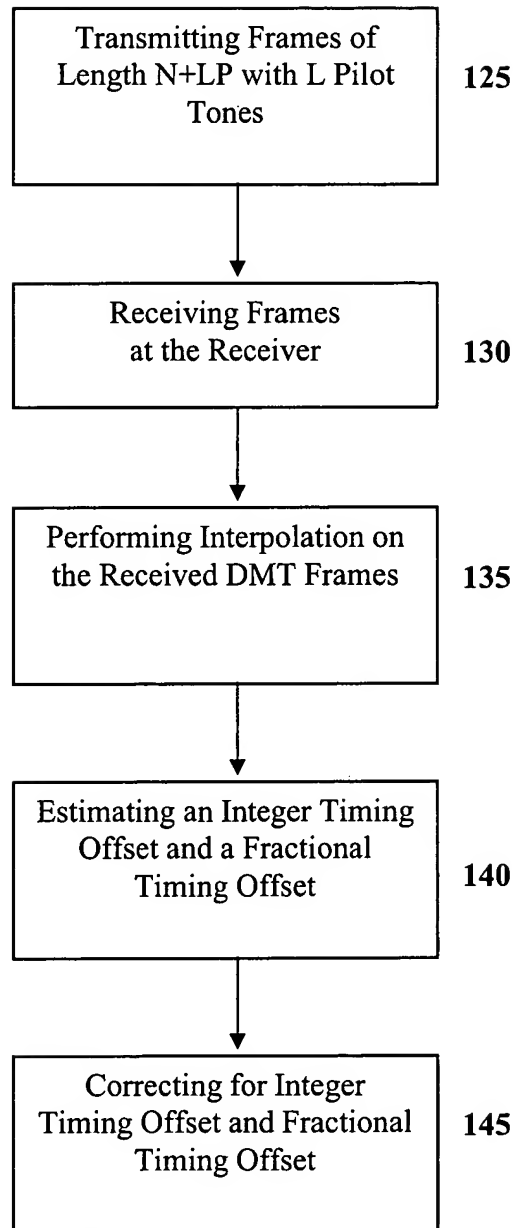 Transmitting Frames of
Length N+LP with L Pilot
Tones
125
Receiving Frames
at the Receiver
130
Performing Interpolation on
the Received DMT Frames
135
Estimating an Integer Timing
Offset and a Fractional
Timing Offset
140
Correcting for Integer
Timing Offset and Fractional
Timing Offset
145